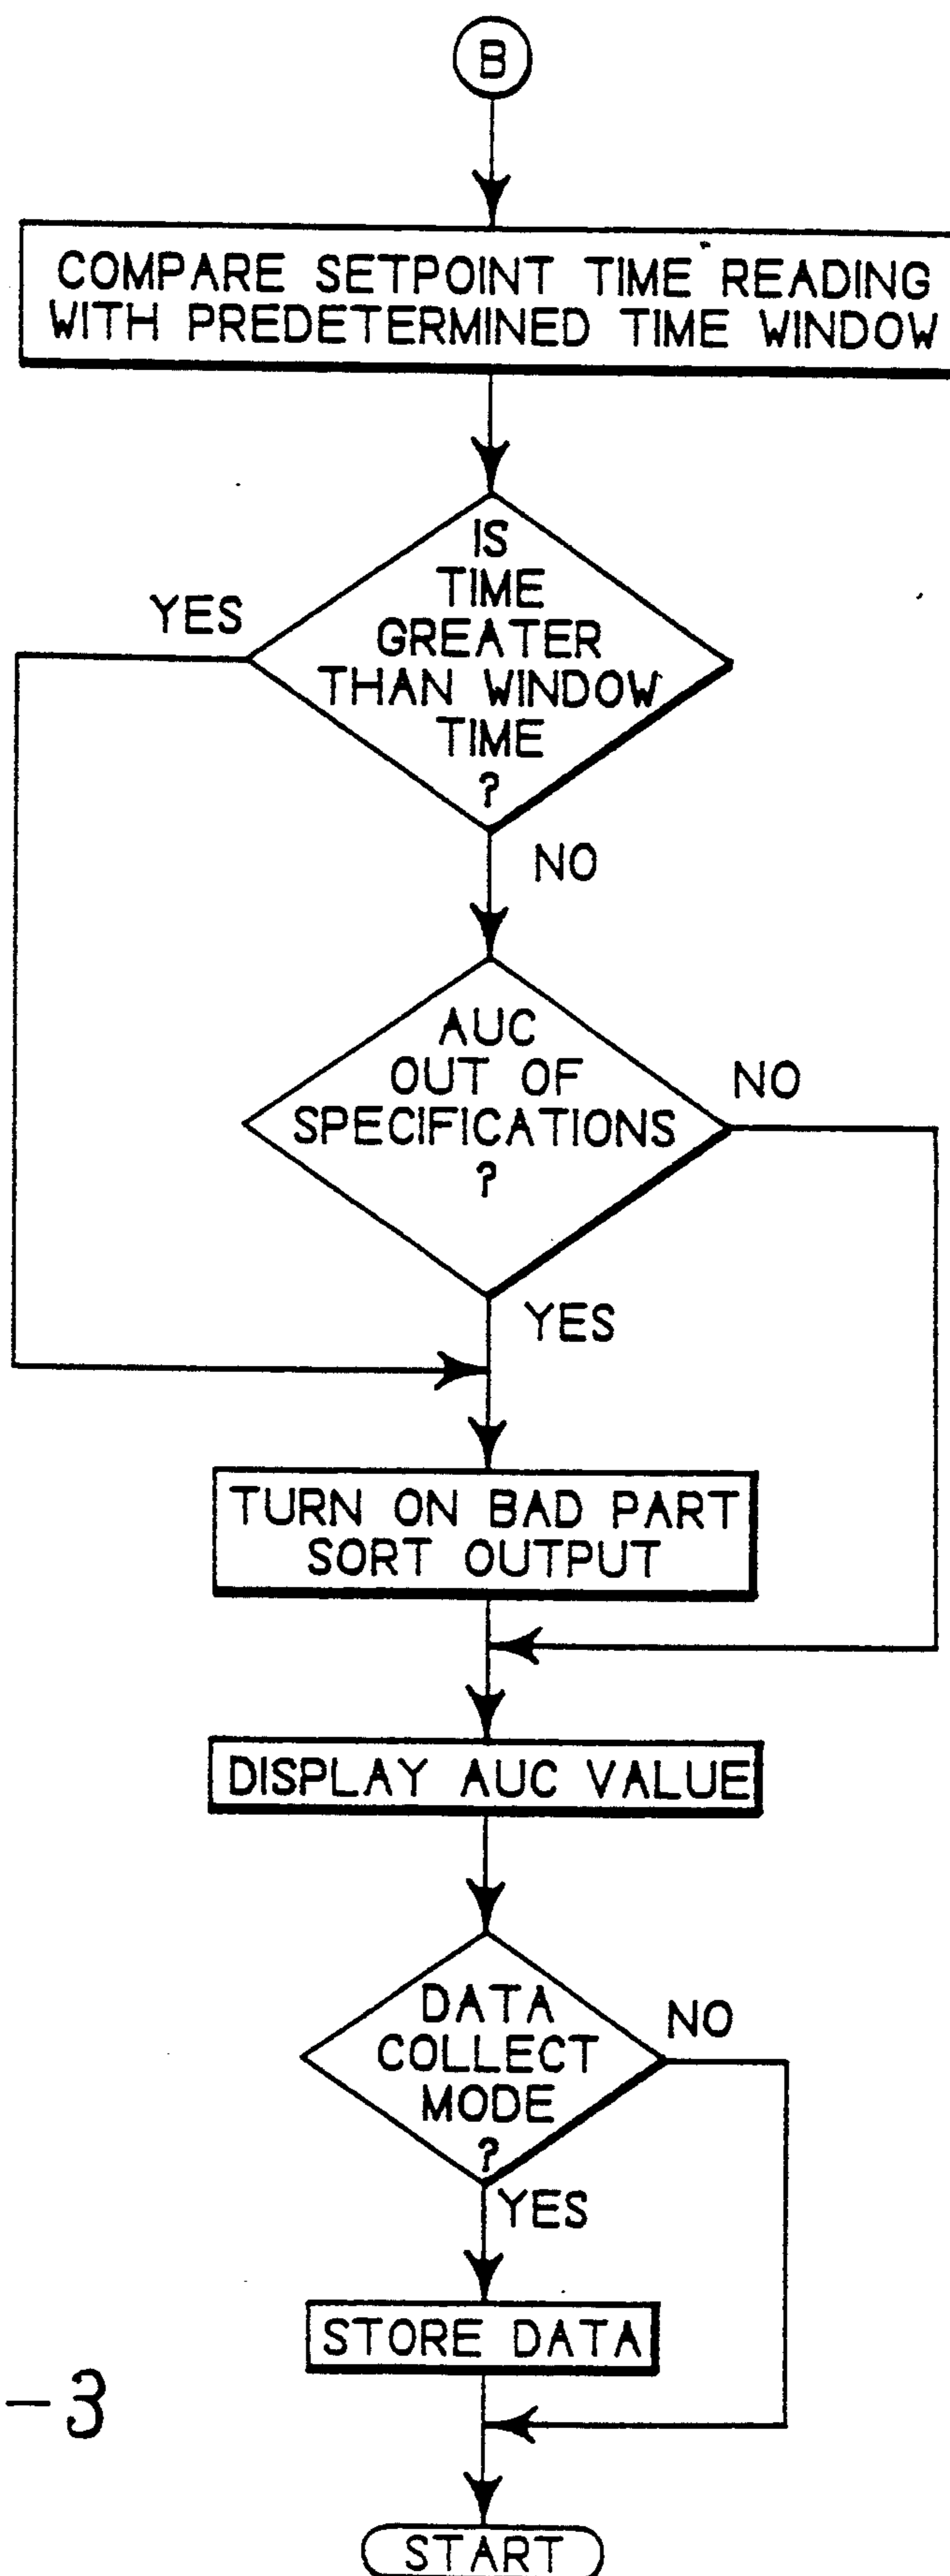 B
COMPARE SETPOINT TIME READING
WITH PREDETERMINED TIME WINDOW
IS
TIME
GREATER
THAN WINDOW
TIME
?
YES
NO
AUC
OUT OF
SPECIFICATIONS
?
NO
YES
TURN ON BAD PART
SORT OUTPUT
DISPLAY AUC VALUE
DATA
COLLECT
MODE
?
NO
YES
STORE DATA
-3
START